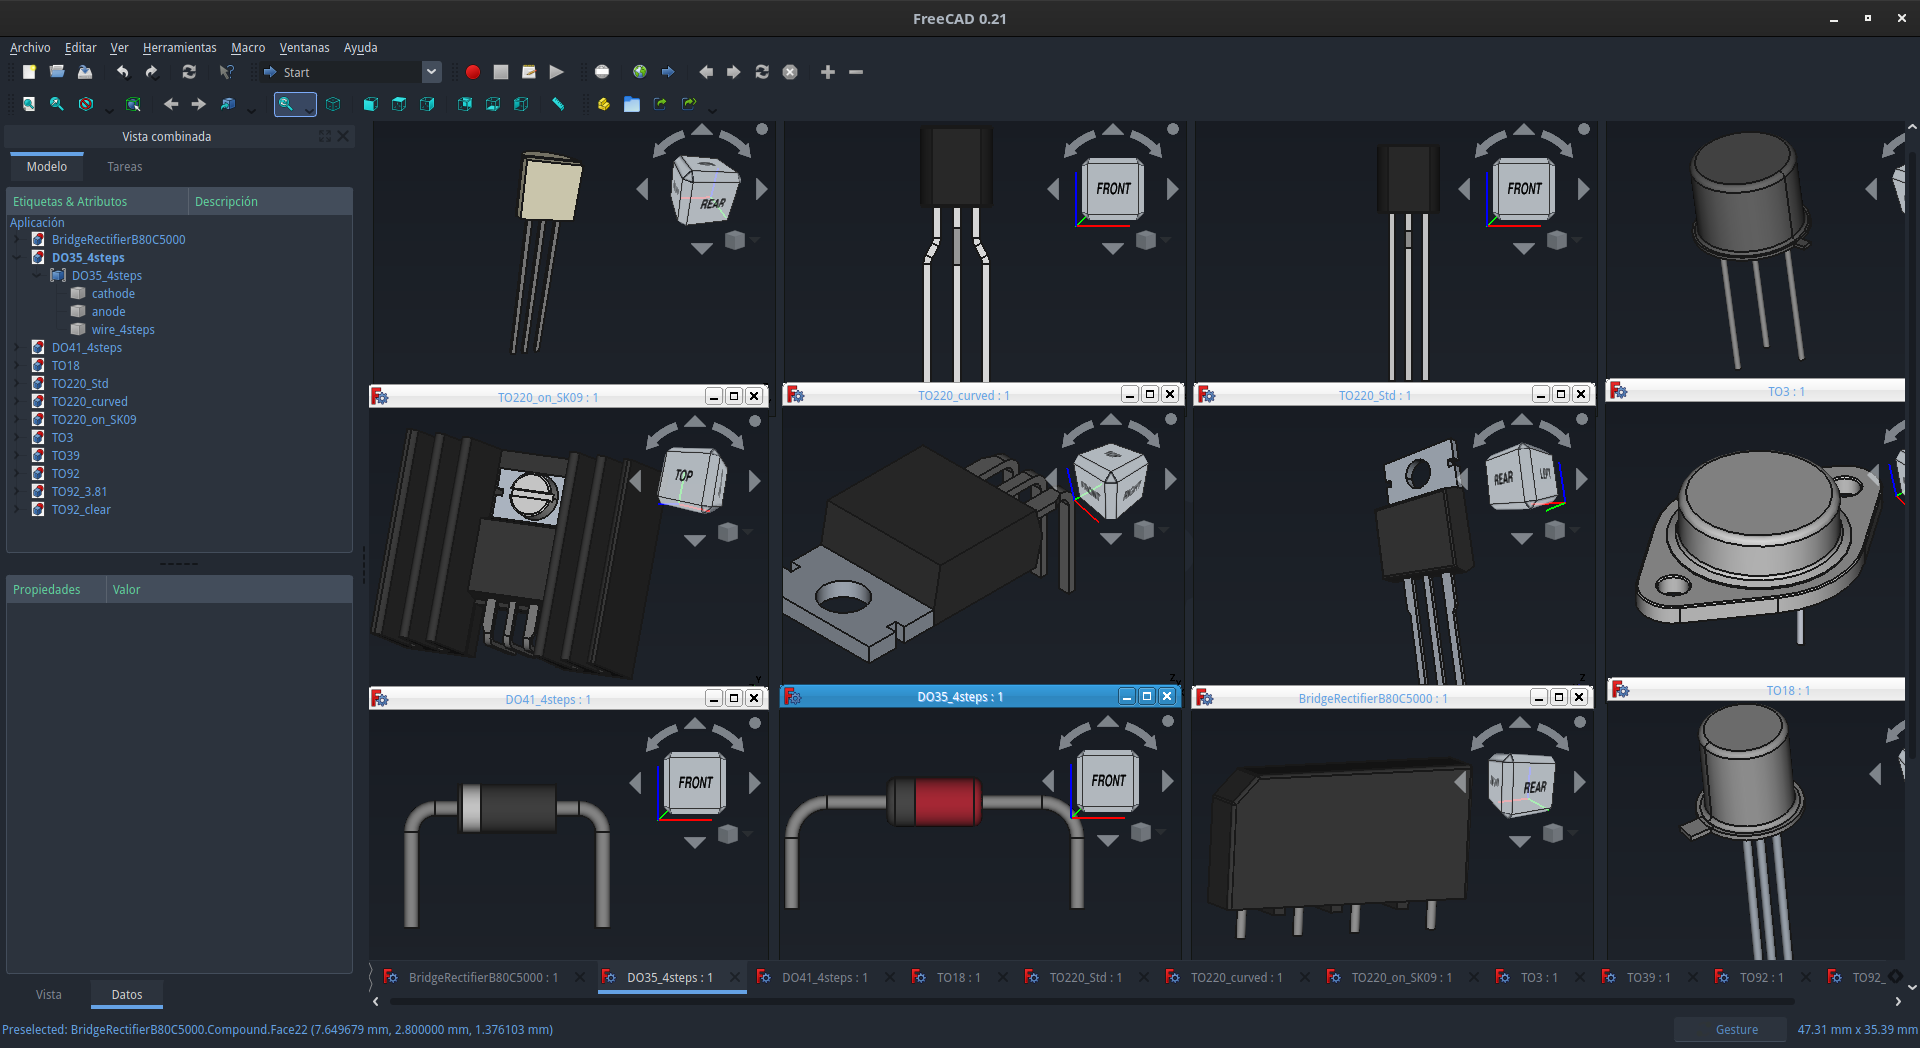 FreeCAD 0.21
Archivo Editar Ver Herramientas Macro Ventanas Ayuda
Start
Vista combinada
Modelo Tareas
Etiquetas & Atributos Descripción
Aplicación
BridgeRectifierB80C5000
DO35_4steps
DO35_4steps
cathode
anode
wire_4steps
DO41_4steps
TO18
TO220_Std
TO220_curved
TO220_on_SK09
TO3
TO39
TO92
TO92_3.81
TO92_clear
Propiedades Valor
Vista Datos
REAR
FRONT
FRONT
TO220_on_SK09 : 1
TO220_curved : 1
TO220_Std : 1
TO3 : 1
TOP
FRONT
RIGHT
REAR
LEFT
DO41_4steps : 1
DO35_4steps : 1
BridgeRectifierB80C5000 : 1
TO18 : 1
FRONT
FRONT
REAR
BridgeRectifierB80C5000 : 1 DO35_4steps : 1 DO41_4steps : 1 TO18 : 1 TO220_Std : 1 TO220_curved : 1 TO220_on_SK09 : 1 TO3 : 1 TO39 : 1 TO92 : 1 TO92_
Preselected: BridgeRectifierB80C5000.Compound.Face22 (7.649679 mm, 2.800000 mm, 1.376103 mm)
Gesture 47.31 mm x 35.39 mm